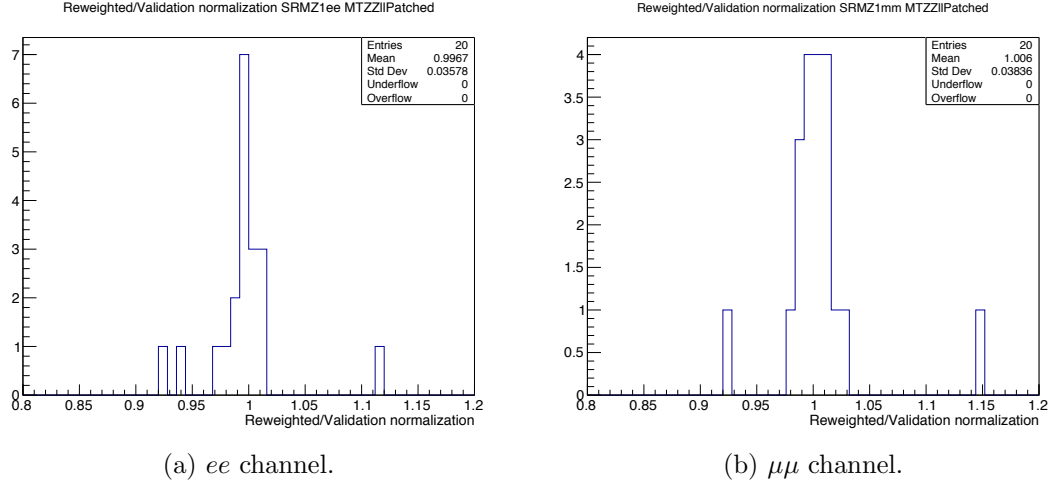 Reweighted/Validation normalization SRMZ1ee MTZZllPatched
Entries 20
Mean 0.9967
Std Dev 0.03578
Underflow 0
Overflow 0
7
6
5
4
3
2
1
0
0.8 0.85 0.9 0.95 1 1.05 1.1 1.15 1.2
Reweighted/Validation normalization
(a) ee channel.
Reweighted/Validation normalization SRMZ1mm MTZZllPatched
Entries 20
Mean 1.006
Std Dev 0.03836
Underflow 0
Overflow 0
4
3.5
3
2.5
2
1.5
1
0.5
0
0.8 0.85 0.9 0.95 1 1.05 1.1 1.15 1.2
Reweighted/Validation normalization
(b) μμ channel.